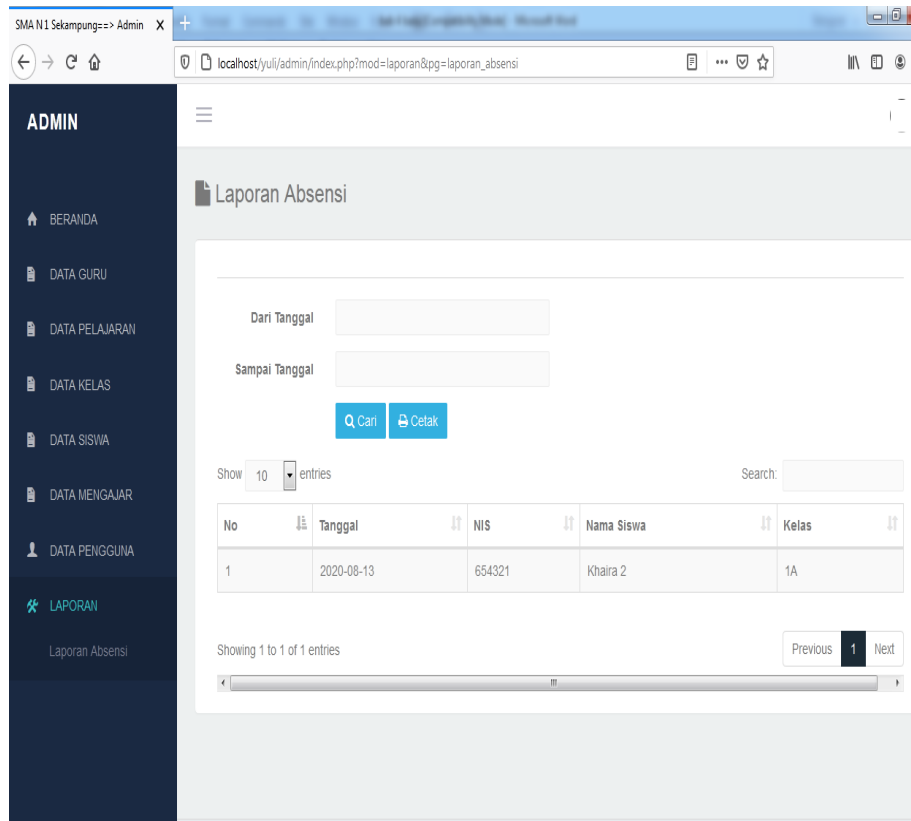 SMA N 1 Sekampung==> Admin X +
localhost/yuli/admin/index.php?mod=laporan&pg=laporan_absensi
ADMIN
BERANDA
DATA GURU
DATA PELAJARAN
DATA KELAS
DATA SISWA
DATA MENGAJAR
DATA PENGGUNA
LAPORAN
Laporan Absensi
Laporan Absensi
Dari Tanggal
Sampai Tanggal
Cari Cetak
Show 10 entries Search:
No Tanggal NIS Nama Siswa Kelas
1 2020-08-13 654321 Khaira 2 1A
Showing 1 to 1 of 1 entries Previous 1 Next